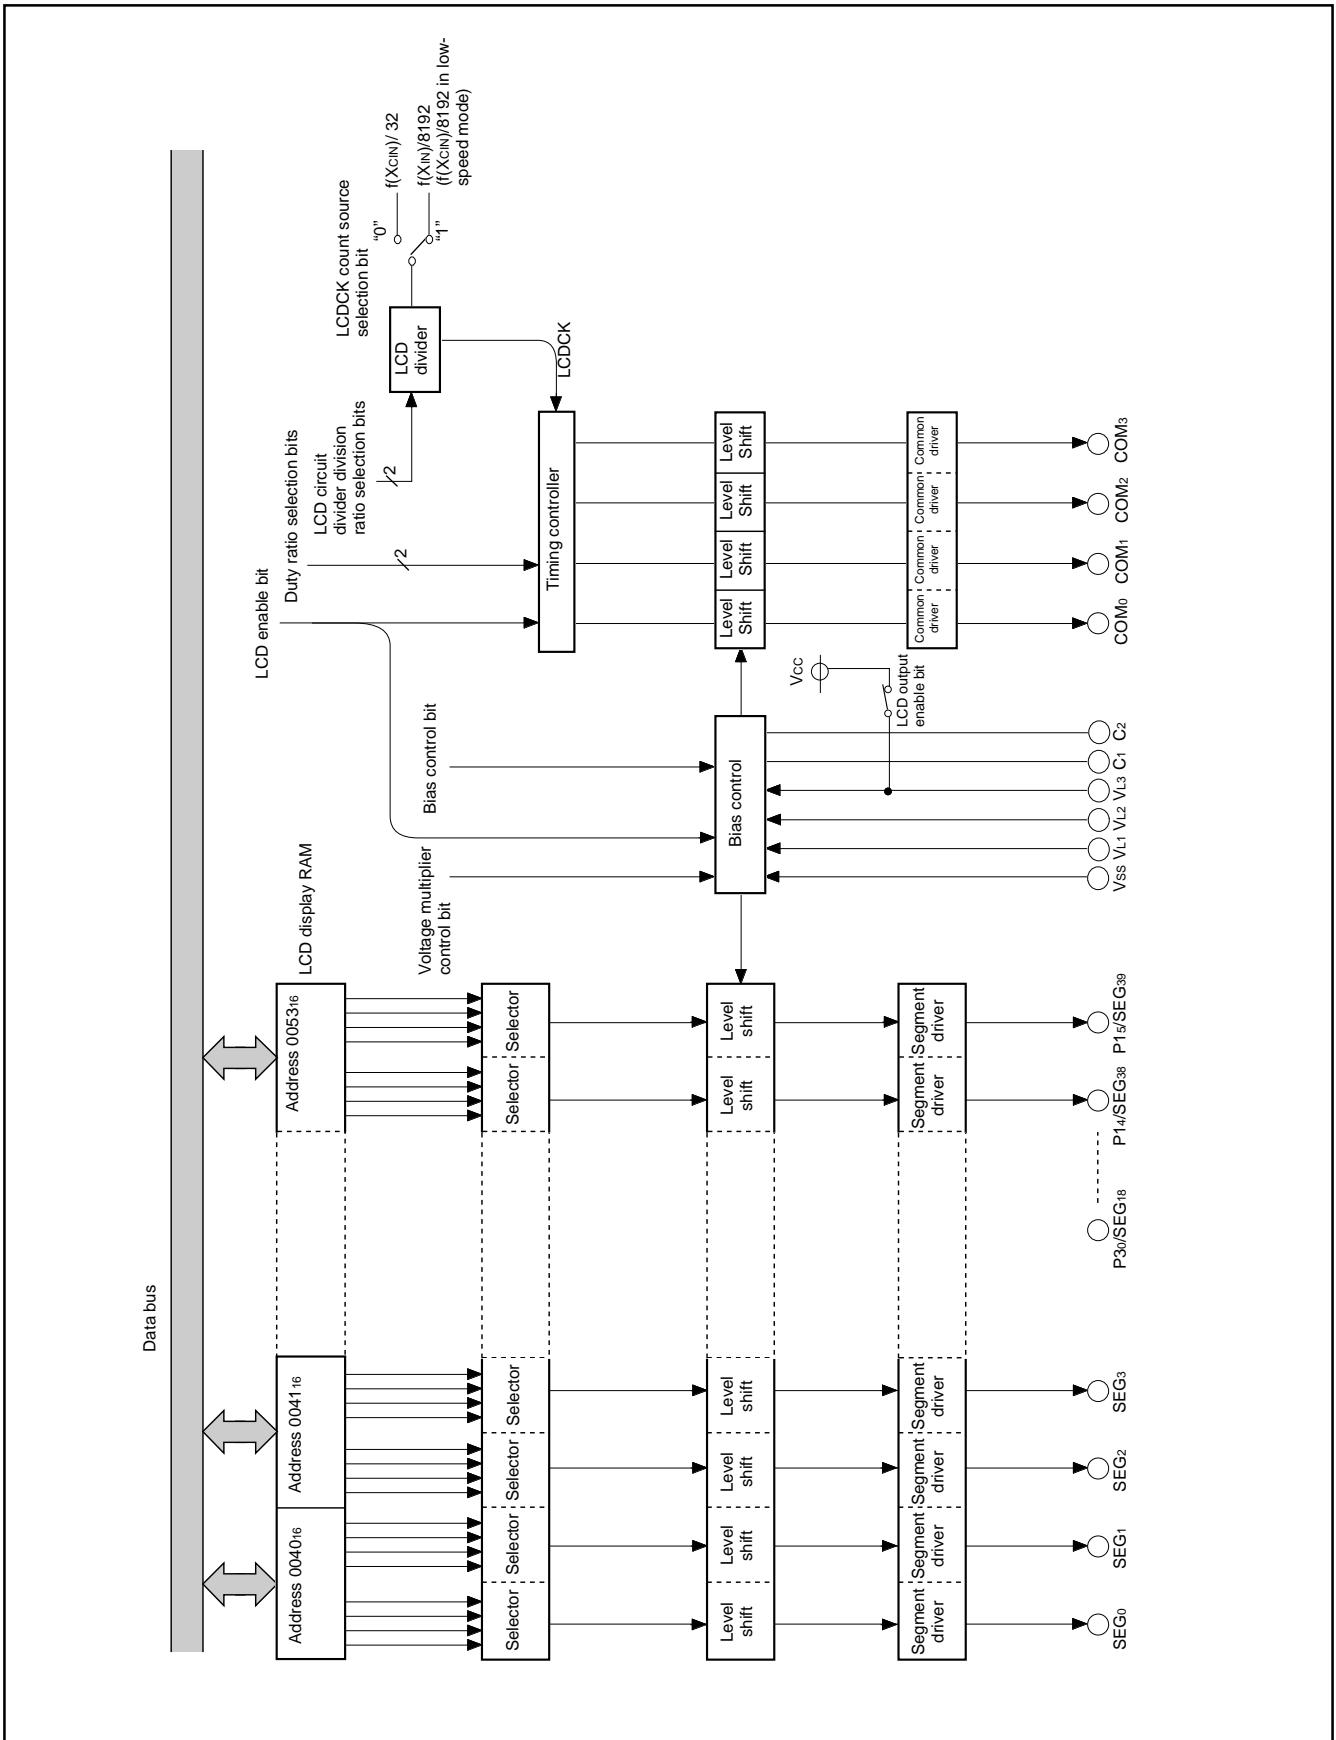 Data bus
LCD display RAM
Address 004016
Address 004116
Address 005316
Selector
Selector
Selector
Selector
Selector
Selector
Level
shift
Level
shift
Level
shift
Level
shift
Level
shift
Level
shift
Segment
driver
Segment
driver
Segment
driver
Segment
driver
Segment
driver
Segment
driver
SEG0
SEG1
SEG2
SEG3
P30/SEG18
P14/SEG38
P15/SEG39
Voltage multiplier
control bit
Bias control bit
LCD enable bit
Duty ratio selection bits
2
LCD circuit
divider division
ratio selection bits
2
LCD
divider
LCDCK count source
selection bit
"0"
"1"
f(XCIN)/ 32
f(XIN)/8192
(f(XCIN)/8192 in low-
speed mode)
LCDCK
Timing controller
Bias control
Level
Shift
Level
Shift
Level
Shift
Level
Shift
Common
driver
Common
driver
Common
driver
Common
driver
VCC
LCD output
enable bit
VSS
VL1
VL2
VL3
C1
C2
COM0
COM1
COM2
COM3